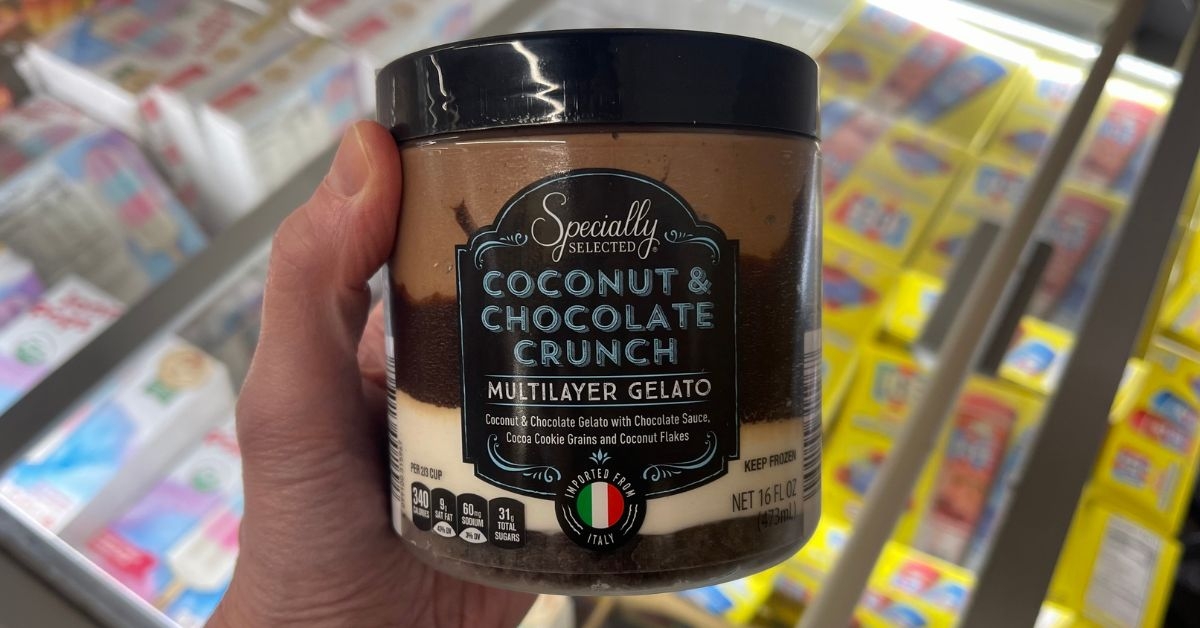 Specially
SELECTED®
COCONUT &
CHOCOLATE
CRUNCH
MULTILAYER GELATO
Coconut & Chocolate Gelato with Chocolate Sauce,
Cocoa Cookie Grains and Coconut Flakes
PER 2/3 CUP
340
CALORIES
9g
SAT FAT
60mg
SODIUM
3% DV
31g
TOTAL
SUGARS
IMPORTED FROM
ITALY
KEEP FROZEN
NET 16 FL OZ
(473mL)